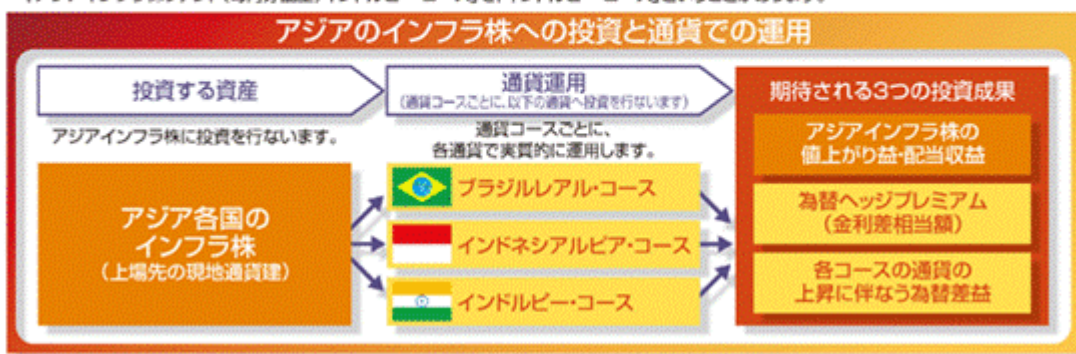 アジアのインフラ株への投資と通貨での運用
投資する資産
アジアインフラ株に投資を行ないます。
アジア各国の
インフラ株
(上場先の現地通貨建)
通貨運用
(通貨コースごとに、以下の通貨へ投資を行ないます)
通貨コースごとに、
各通貨で実質的に運用します。
ブラジルレアル・コース
インドネシアルピア・コース
インドルピー・コース
期待される3つの投資成果
アジアインフラ株の
値上がり益・配当収益
為替ヘッジプレミアム
(金利差相当額)
各コースの通貨の
上昇に伴なう為替差益